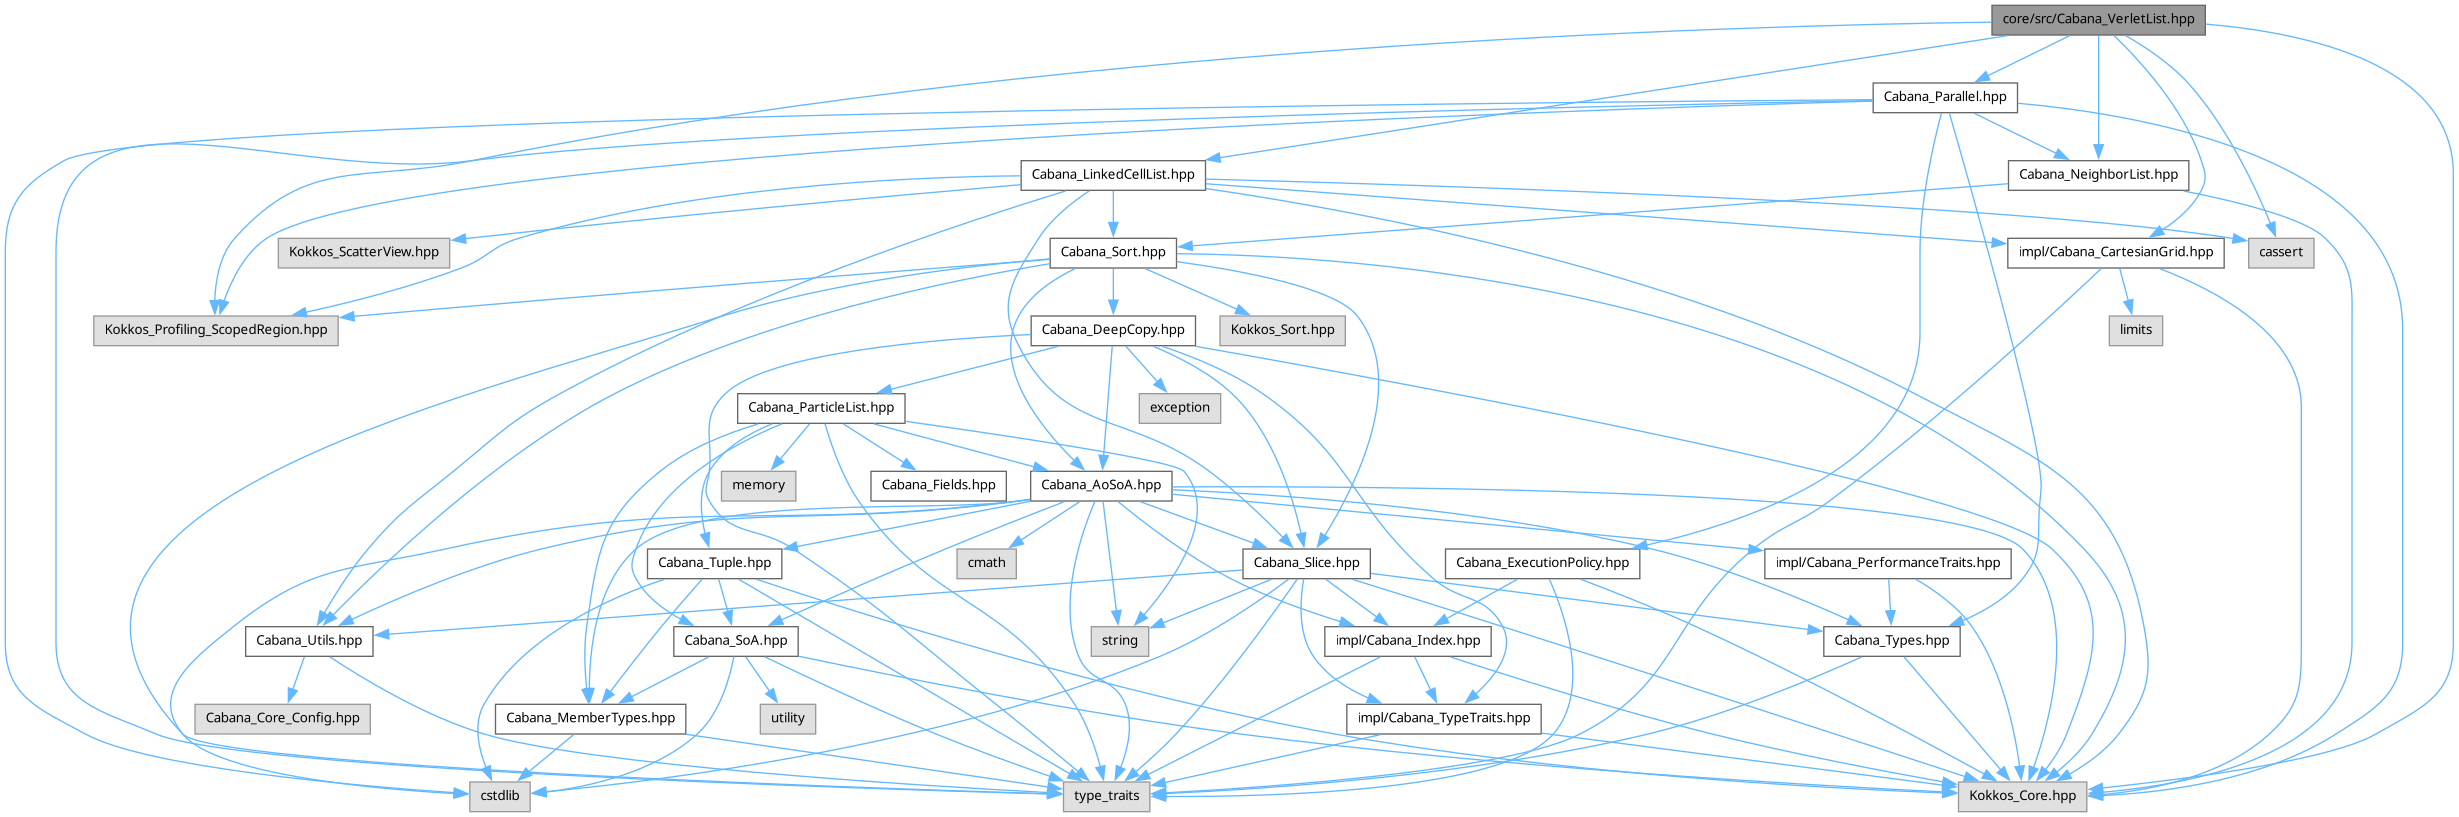 core/src/Cabana_VerletList.hpp
Cabana_Parallel.hpp
Cabana_LinkedCellList.hpp
Cabana_NeighborList.hpp
Kokkos_ScatterView.hpp
Cabana_Sort.hpp
impl/Cabana_CartesianGrid.hpp
cassert
Kokkos_Profiling_ScopedRegion.hpp
Cabana_DeepCopy.hpp
Kokkos_Sort.hpp
limits
Cabana_ParticleList.hpp
exception
memory
Cabana_Fields.hpp
Cabana_AoSoA.hpp
Cabana_Tuple.hpp
cmath
Cabana_Slice.hpp
Cabana_ExecutionPolicy.hpp
impl/Cabana_PerformanceTraits.hpp
Cabana_Utils.hpp
Cabana_SoA.hpp
string
impl/Cabana_Index.hpp
Cabana_Types.hpp
Cabana_Core_Config.hpp
Cabana_MemberTypes.hpp
utility
impl/Cabana_TypeTraits.hpp
cstdlib
type_traits
Kokkos_Core.hpp